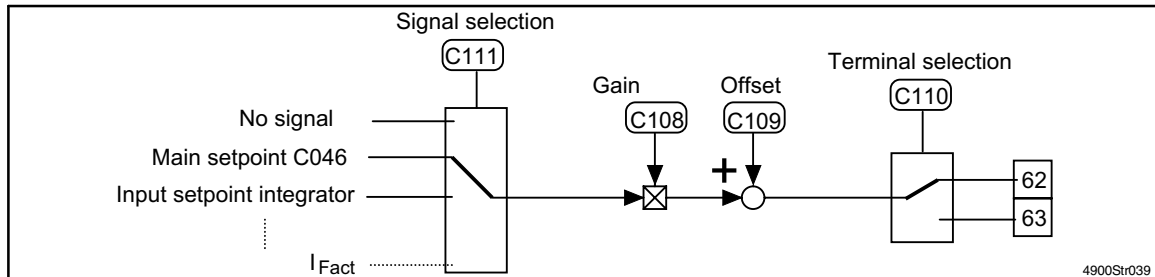 Signal selection
C111
Terminal selection
C110
Gain
Offset
C108
C109
No signal
Main setpoint C046
Input setpoint integrator
I Fact
+
62
63
4900Str039